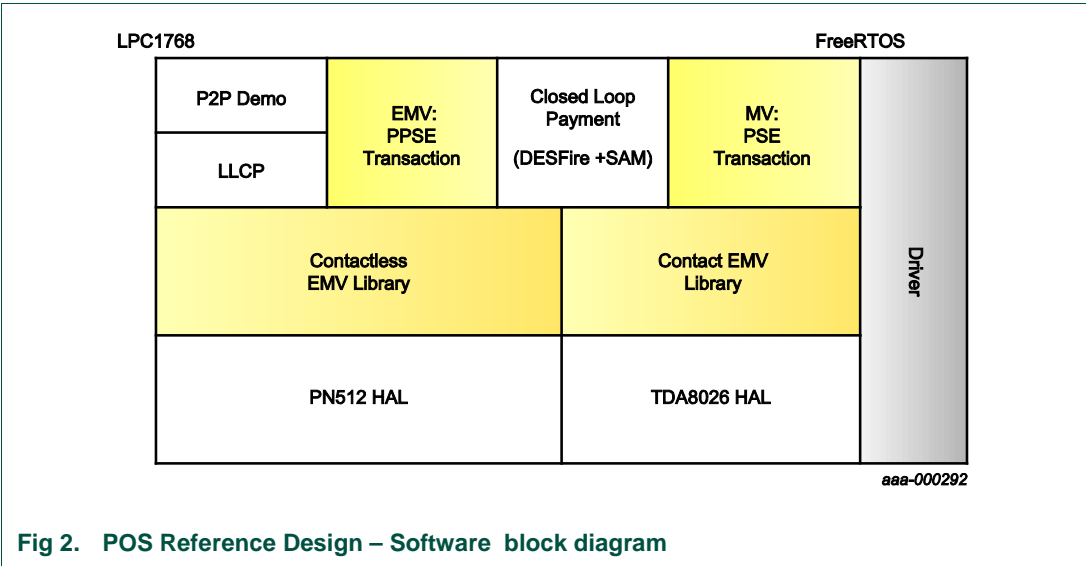 LPC1768
FreeRTOS
P2P Demo
LLCP
EMV:
PPSE
Transaction
Closed Loop
Payment
(DESFire +SAM)
MV:
PSE
Transaction
Driver
Contactless
EMV Library
Contact EMV
Library
PN512 HAL
TDA8026 HAL
aaa-000292
Fig 2. POS Reference Design – Software block diagram